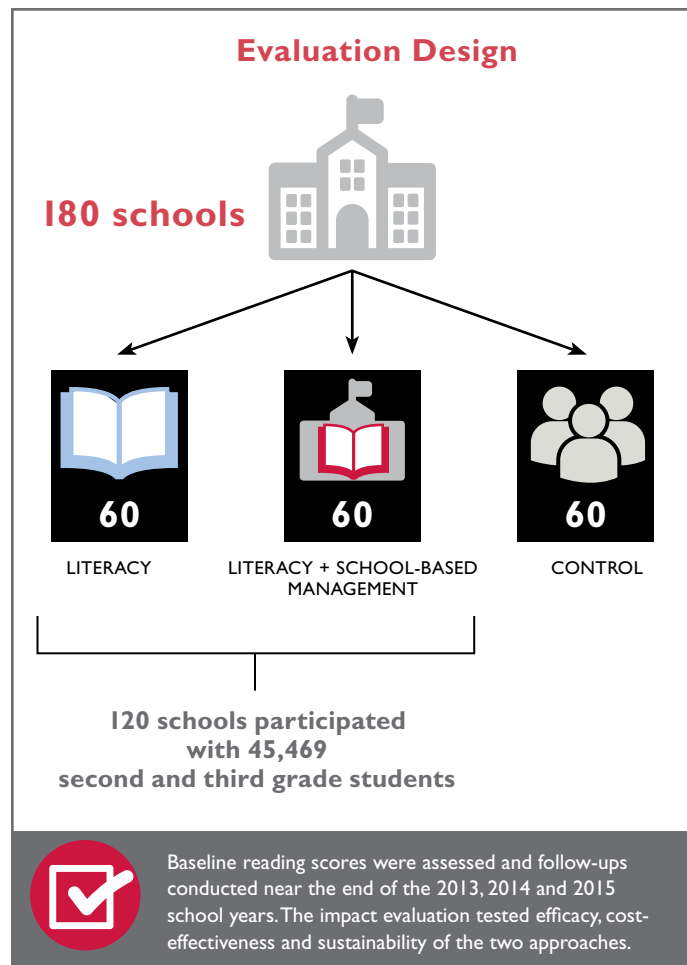 Evaluation Design
180 schools
60
60
60
LITERACY
LITERACY + SCHOOL-BASED
MANAGEMENT
CONTROL
120 schools participated
with 45,469
second and third grade students
Baseline reading scores were assessed and follow-ups
conducted near the end of the 2013, 2014 and 2015
school years. The impact evaluation tested efficacy, cost-
effectiveness and sustainability of the two approaches.